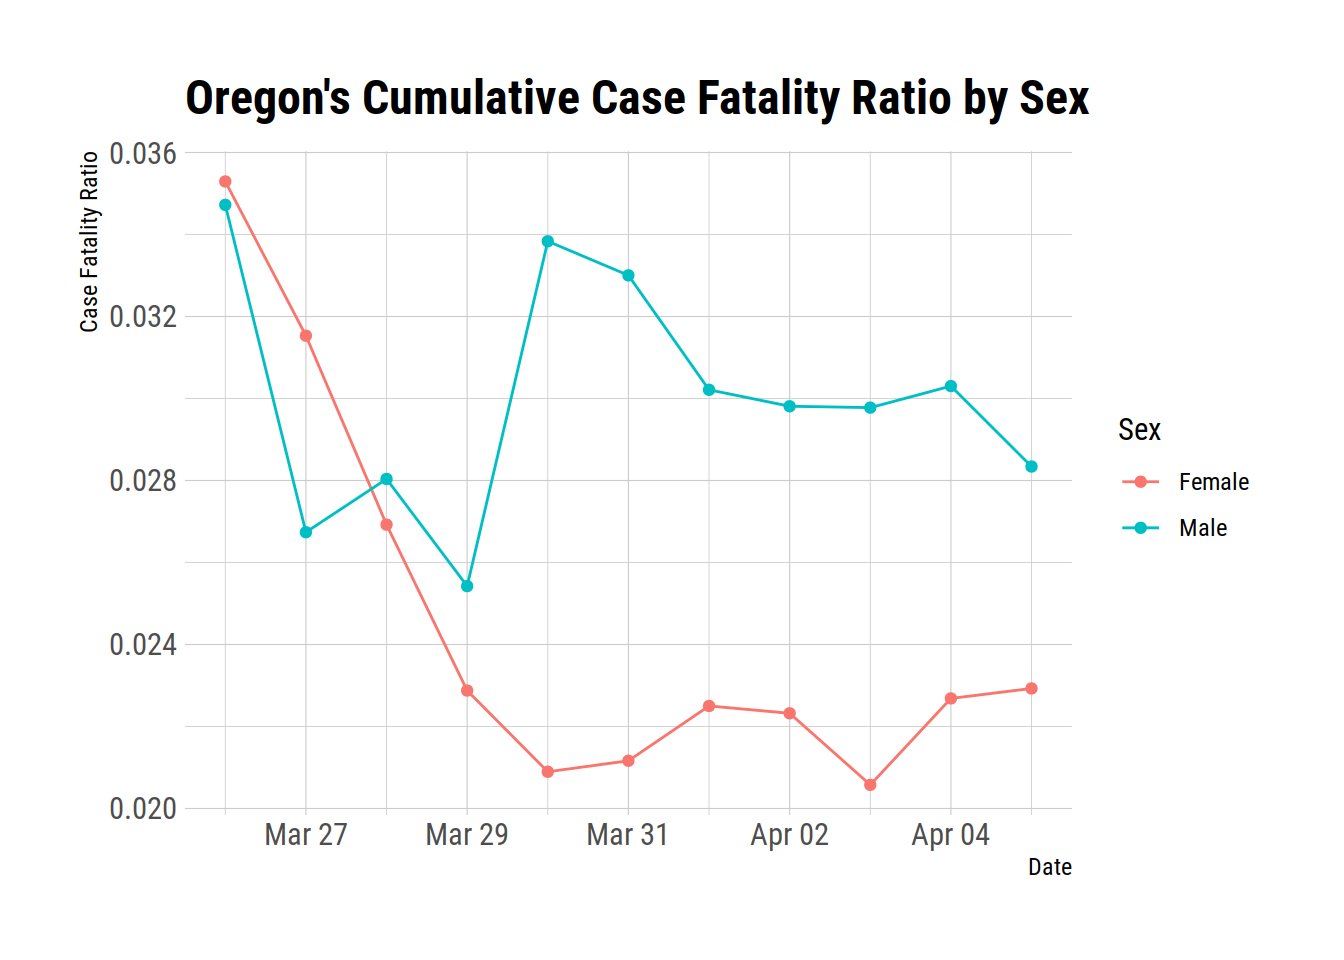 Oregon's Cumulative Case Fatality Ratio by Sex
Case Fatality Ratio
0.036
0.032
0.028
0.024
0.020
Mar 27 Mar 29 Mar 31 Apr 02 Apr 04
Date
Sex
Female
Male